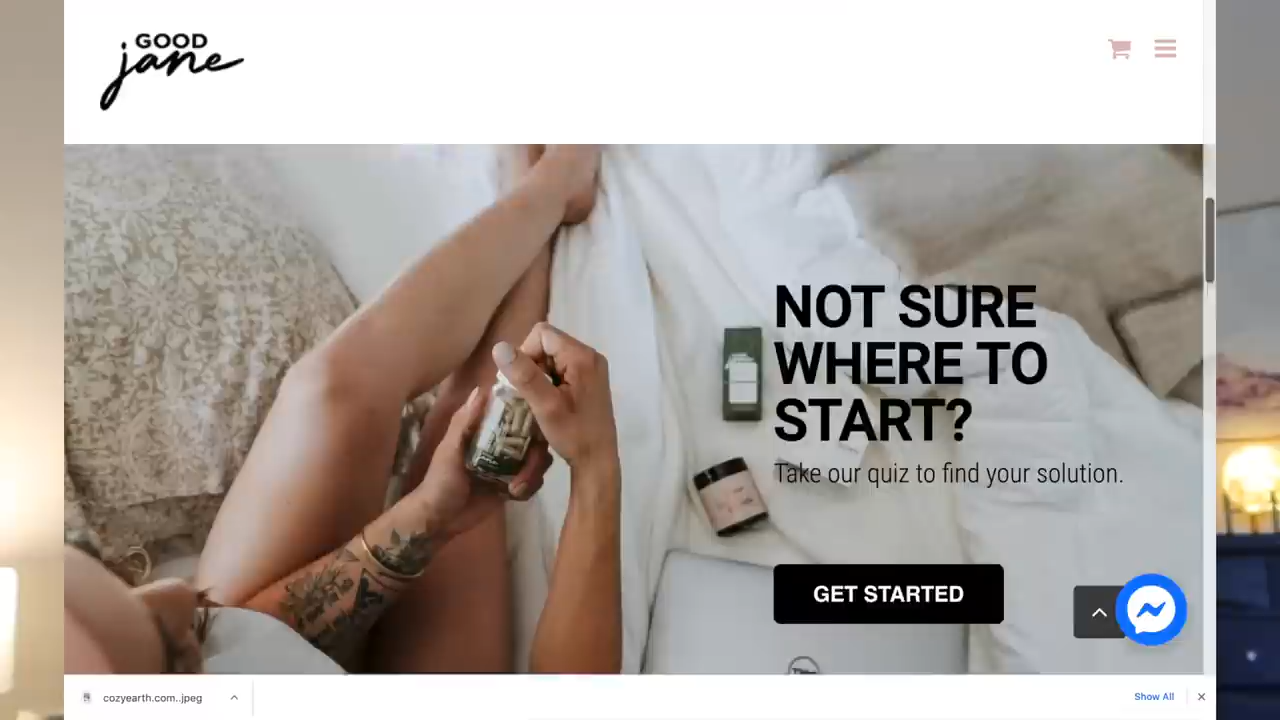 GOOD
jane
NOT SURE
WHERE TO
START?
Take our quiz to find your solution.
GET STARTED
cozyearth.com..jpeg
Show All